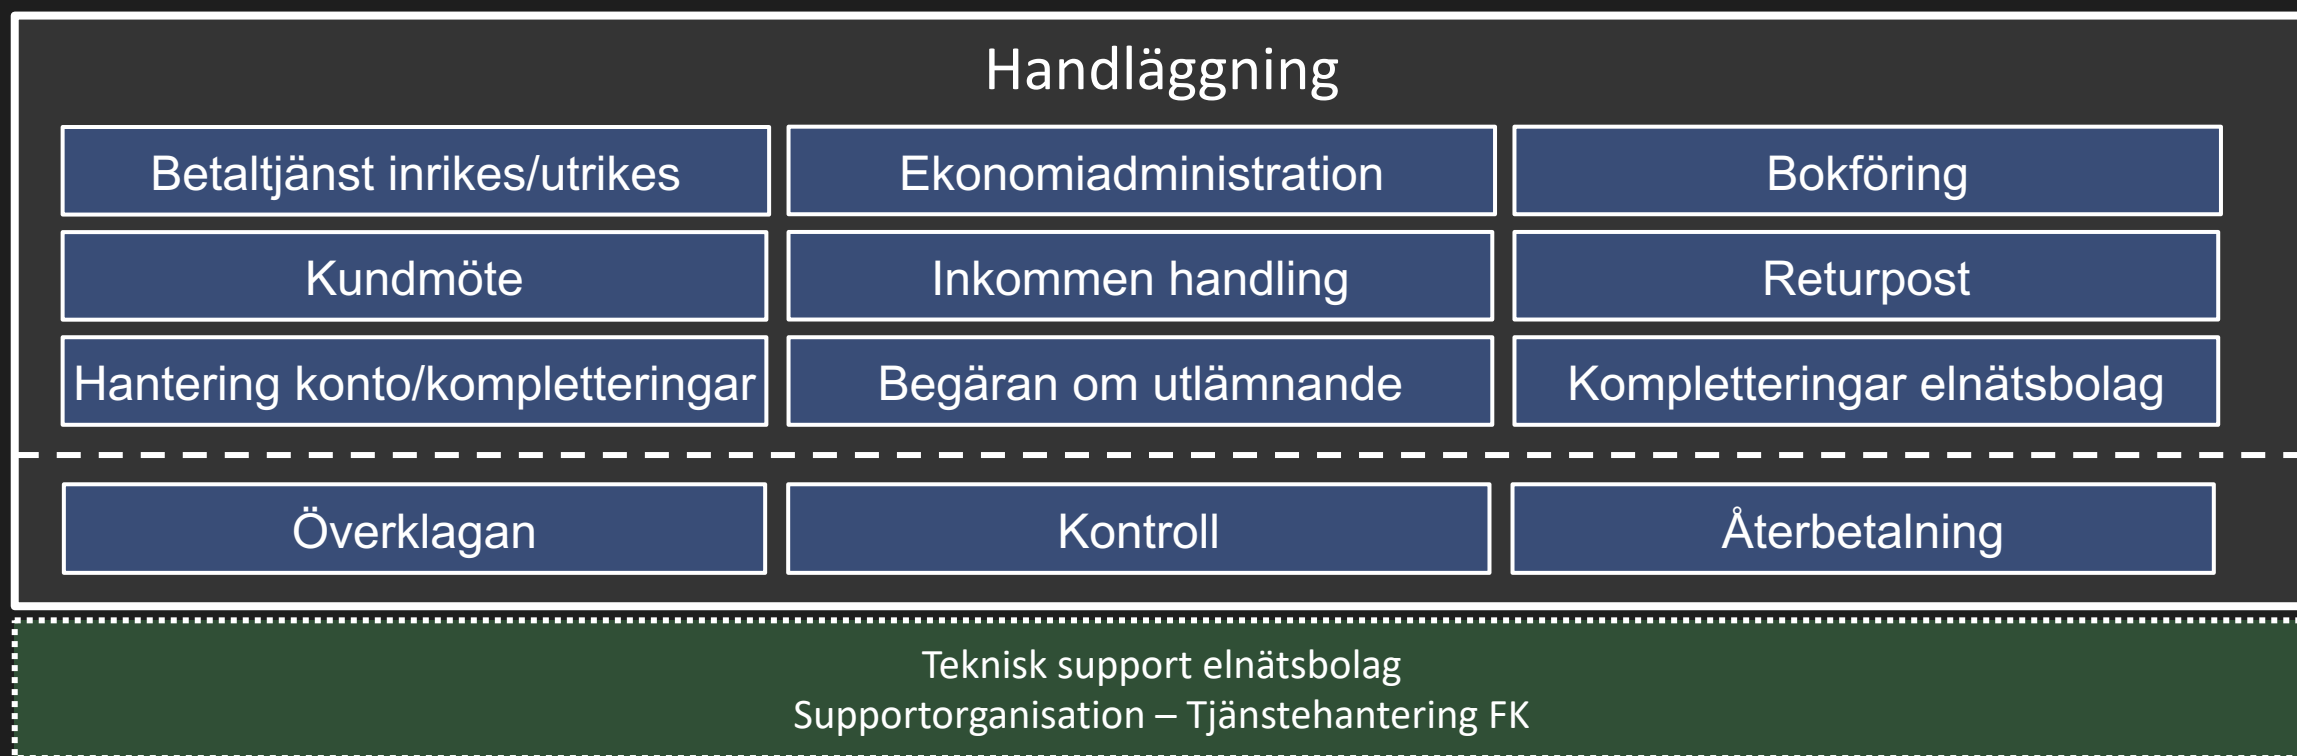 Handläggning
Betaltjänst inrikes/utrikes
Ekonomiadministration
Bokföring
Kundmöte
Inkommen handling
Returpost
Hantering konto/kompletteringar
Begäran om utlämnande
Kompletteringar elnätsbolag
Överklagan
Kontroll
Återbetalning
Teknisk support elnätsbolag
Supportorganisation – Tjänstehantering FK